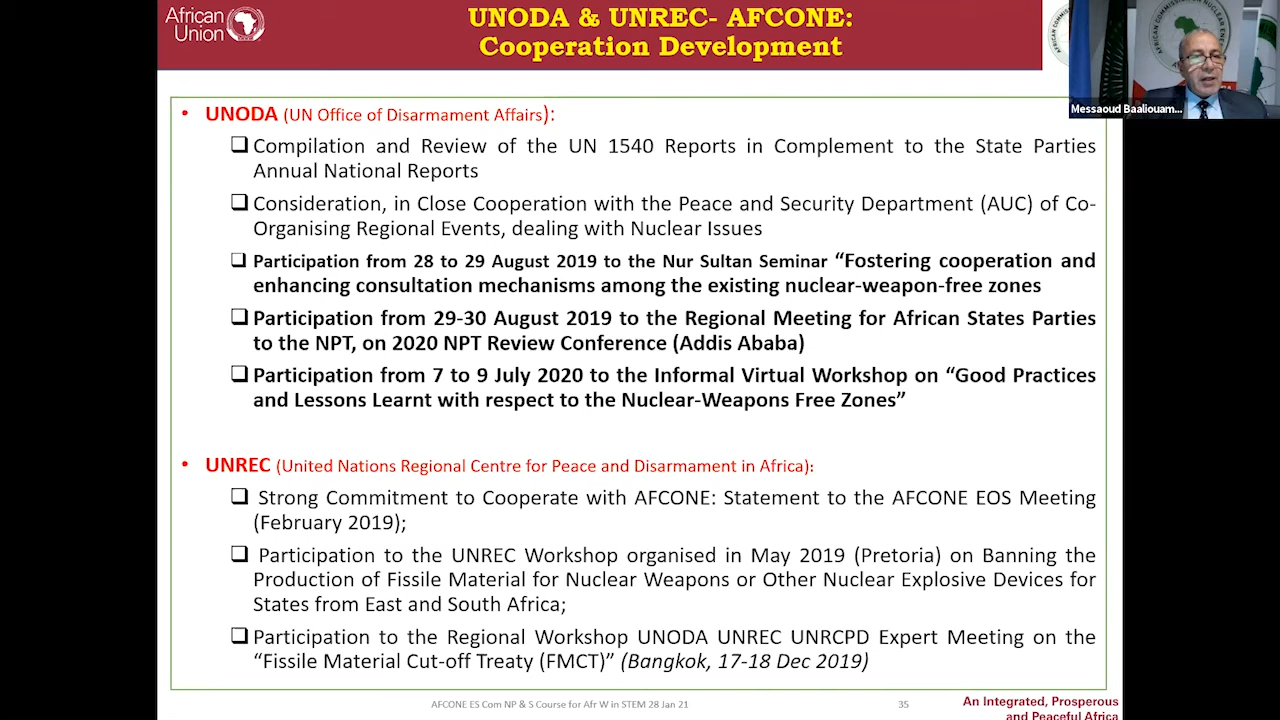 African
Union
UNODA & UNREC- AFCONE:
Cooperation Development
AFRICAN COMMISSION ON NUCLEAR ENERGY
Messaoud Baaliouam...
• UNODA (UN Office of Disarmament Affairs):
❑ Compilation and Review of the UN 1540 Reports in Complement to the State Parties
Annual National Reports
❑ Consideration, in Close Cooperation with the Peace and Security Department (AUC) of Co-
Organising Regional Events, dealing with Nuclear Issues
❑ Participation from 28 to 29 August 2019 to the Nur Sultan Seminar “Fostering cooperation and
enhancing consultation mechanisms among the existing nuclear-weapon-free zones
❑ Participation from 29-30 August 2019 to the Regional Meeting for African States Parties
to the NPT, on 2020 NPT Review Conference (Addis Ababa)
❑ Participation from 7 to 9 July 2020 to the Informal Virtual Workshop on “Good Practices
and Lessons Learnt with respect to the Nuclear-Weapons Free Zones”
• UNREC (United Nations Regional Centre for Peace and Disarmament in Africa):
❑ Strong Commitment to Cooperate with AFCONE: Statement to the AFCONE EOS Meeting
(February 2019);
❑ Participation to the UNREC Workshop organised in May 2019 (Pretoria) on Banning the
Production of Fissile Material for Nuclear Weapons or Other Nuclear Explosive Devices for
States from East and South Africa;
❑ Participation to the Regional Workshop UNODA UNREC UNRCPD Expert Meeting on the
“Fissile Material Cut-off Treaty (FMCT)” (Bangkok, 17-18 Dec 2019)
AFCONE ES Com NP & S Course for Afr W in STEM 28 Jan 21
35
An Integrated, Prosperous
and Peaceful Africa